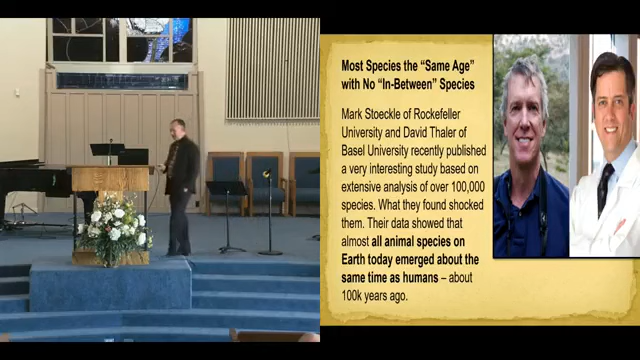 Most Species the “Same Age”
with No “In-Between” Species
Mark Stoeckle of Rockefeller
University and David Thaler of
Basel University recently published
a very interesting study based on
extensive analysis of over 100,000
species. What they found shocked
them. Their data showed that
almost all animal species on
Earth today emerged about the
same time as humans – about
100k years ago.